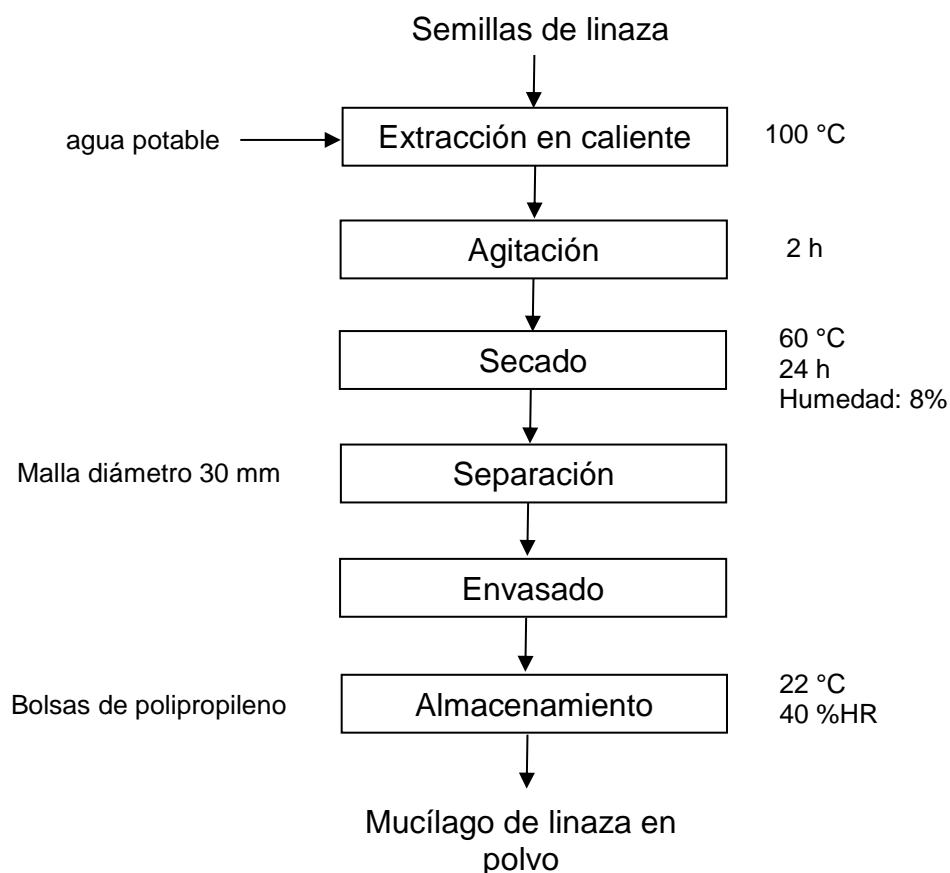 Semillas de linaza
agua potable
Extracción en caliente
100 °C
Agitación
2 h
Secado
60 °C
24 h
Humedad: 8%
Malla diámetro 30 mm
Separación
Envasado
Bolsas de polipropileno
Almacenamiento
22 °C
40 %HR
Mucílago de linaza en
polvo